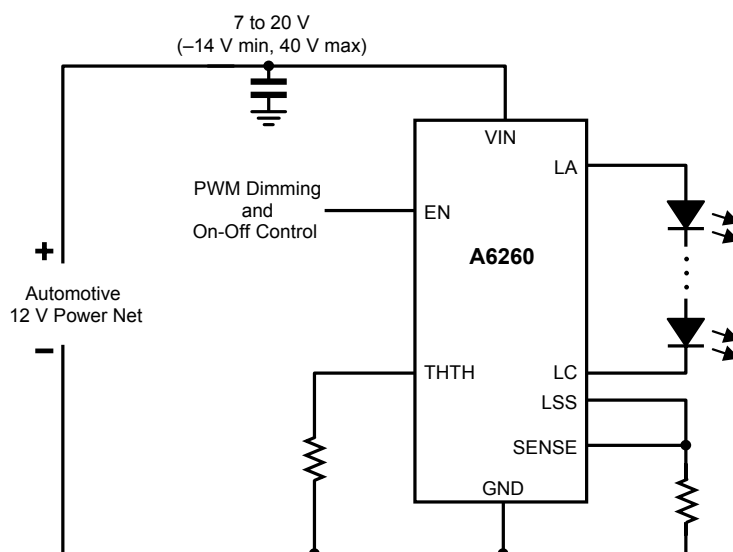 7 to 20 V
(–14 V min, 40 V max)
VIN
LA
PWM Dimming
and
On-Off Control
EN
A6260
+
Automotive
12 V Power Net
–
THTH
LC
LSS
SENSE
GND